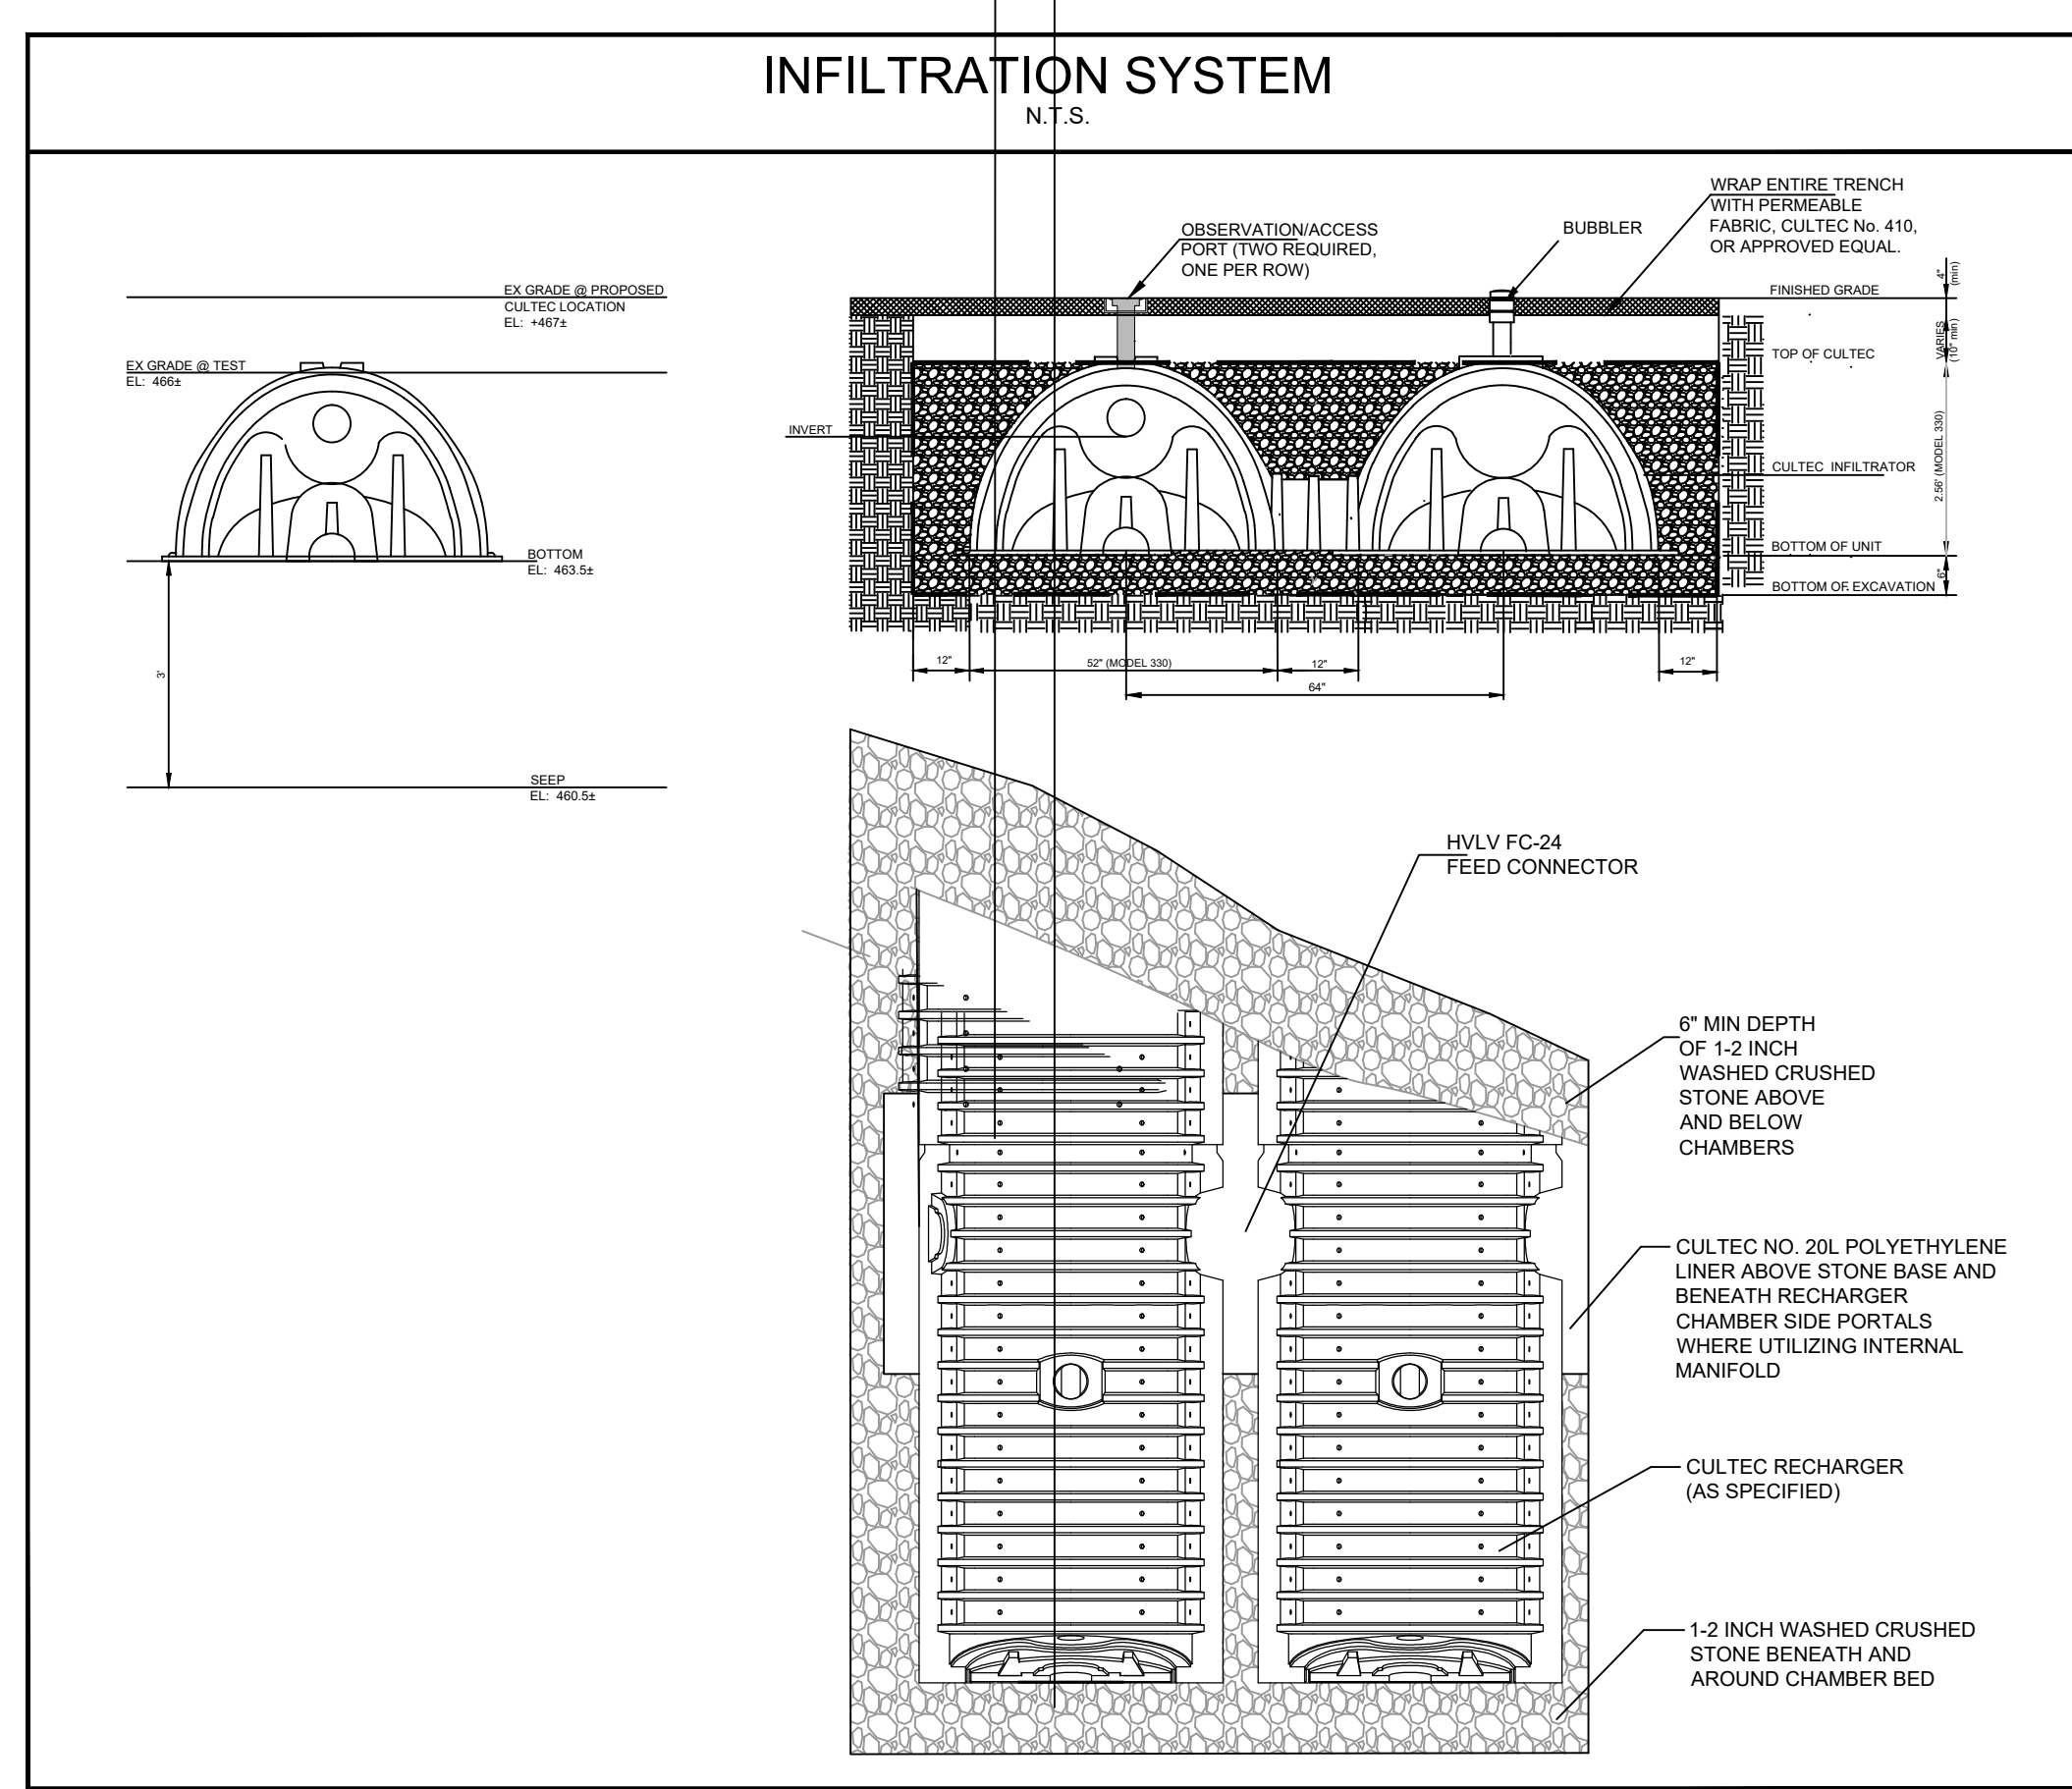 INFILTRATION SYSTEM
N.T.S.
EX GRADE @ PROPOSED
CULTEC LOCATION
EL: +467±
EX GRADE @ TEST
EL: 466±
BOTTOM
EL: 463.5±
3'
SEEP
EL: 460.5±
OBSERVATION/ACCESS
PORT (TWO REQUIRED,
ONE PER ROW)
BUBBLER
WRAP ENTIRE TRENCH
WITH PERMEABLE
FABRIC, CULTEC No. 410,
OR APPROVED EQUAL.
4"
(min)
FINISHED GRADE
VARIES
(10" min)
TOP OF CULTEC
INVERT
2.56' (MODEL 330)
CULTEC INFILTRATOR
BOTTOM OF UNIT
6"
BOTTOM OF EXCAVATION
12"
52" (MODEL 330)
12"
12"
64"
HVLV FC-24
FEED CONNECTOR
6" MIN DEPTH
OF 1-2 INCH
WASHED CRUSHED
STONE ABOVE
AND BELOW
CHAMBERS
CULTEC NO. 20L POLYETHYLENE
LINER ABOVE STONE BASE AND
BENEATH RECHARGER
CHAMBER SIDE PORTALS
WHERE UTILIZING INTERNAL
MANIFOLD
CULTEC RECHARGER
(AS SPECIFIED)
1-2 INCH WASHED CRUSHED
STONE BENEATH AND
AROUND CHAMBER BED